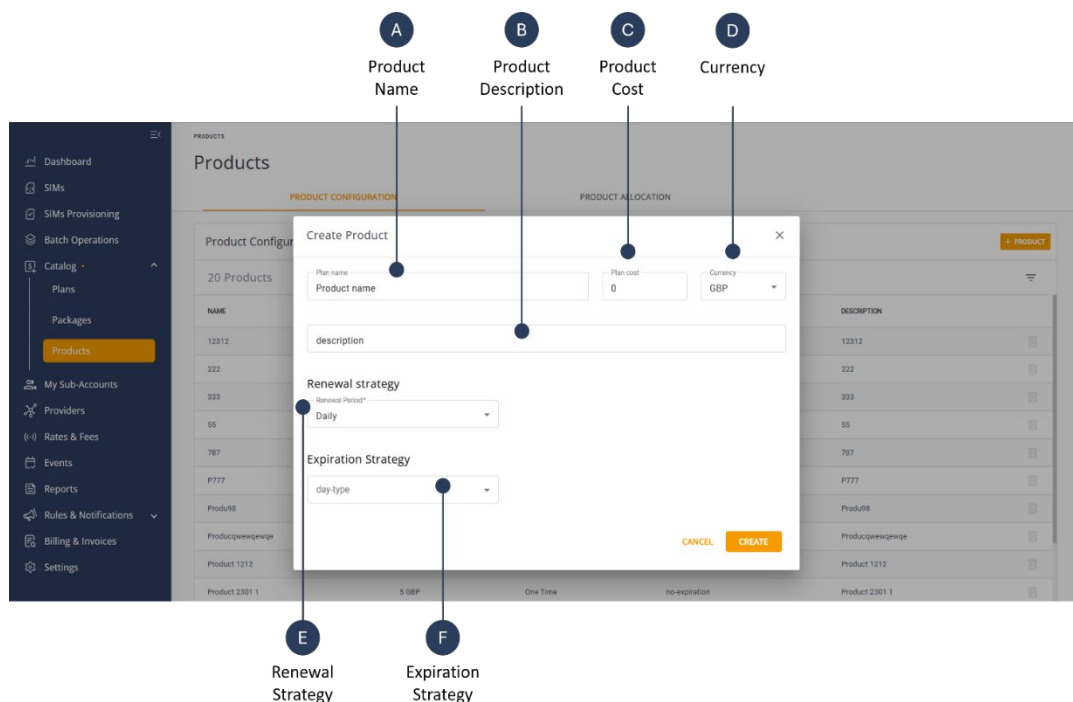 A
B
C
D
Product
Name
Product
Description
Product
Cost
Currency
Dashboard
SIMs
SIMs Provisioning
Batch Operations
Catalog
Plans
Packages
Products
My Sub-Accounts
Providers
Rates & Fees
Events
Reports
Rules & Notifications
Billing & Invoices
Settings
PRODUCTS
Products
PRODUCT CONFIGURATION
PRODUCT ALLOCATION
Product Configur
+ PRODUCT
20 Products
NAME
DESCRIPTION
12312
12312
222
222
333
333
55
55
787
787
P777
P777
Produ98
Produ98
Producqwewqewqe
Producqwewqewqe
Product 1212
Product 1212
Product 2301 1
5 GBP
One Time
no-expiration
Product 2301 1
Create Product
Plan name
Product name
Plan cost
0
Currency
GBP
description
Renewal strategy
Renewal Period*
Daily
Expiration Strategy
day-type
CANCEL
CREATE
E
F
Renewal
Strategy
Expiration
Strategy